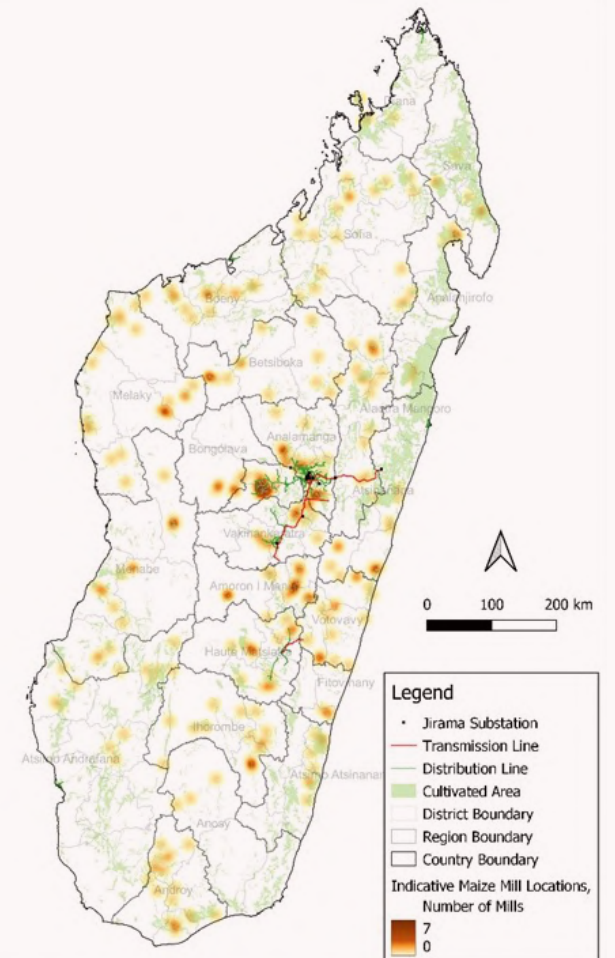 Diana
Sava
Sofia
Analanjirofo
Boeny
Betsiboka
Melaky
Alaotra Mangoro
Analamanga
Bongolava
Atsinanana
Vakinankaratra
Menabe
Amoron I Mania
Vatovavy
Haute Matsiatra
Fitovinany
Ihorombe
Atsimo Andrefana
Atsimo Atsinanana
Anosy
Androy
0 100 200 km
Legend
Jirama Substation
Transmission Line
Distribution Line
Cultivated Area
District Boundary
Region Boundary
Country Boundary
Indicative Maize Mill Locations,
Number of Mills
7
0